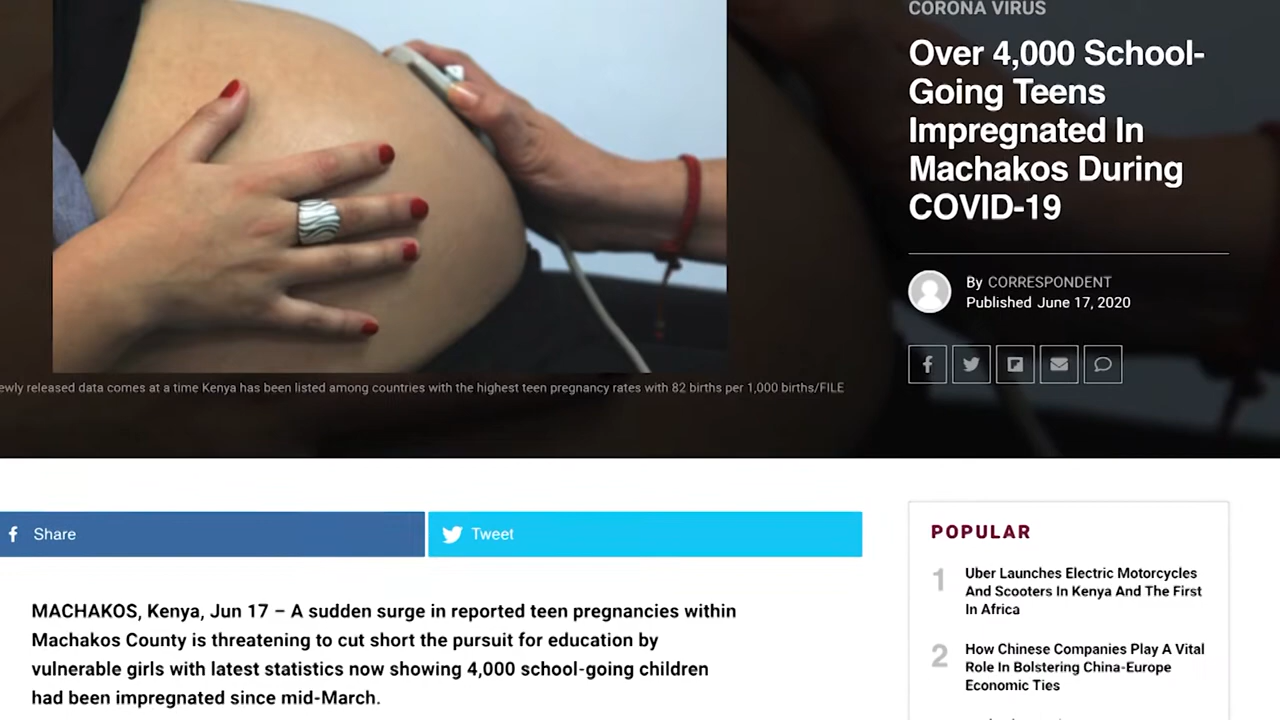 CORONA VIRUS
Over 4,000 School-
Going Teens
Impregnated In
Machakos During
COVID-19
By CORRESPONDENT
Published June 17, 2020
ewly released data comes at a time Kenya has been listed among countries with the highest teen pregnancy rates with 82 births per 1,000 births/FILE
Share
Tweet
MACHAKOS, Kenya, Jun 17 – A sudden surge in reported teen pregnancies within
Machakos County is threatening to cut short the pursuit for education by
vulnerable girls with latest statistics now showing 4,000 school-going children
had been impregnated since mid-March.
POPULAR
1
Uber Launches Electric Motorcycles
And Scooters In Kenya And The First
In Africa
2
How Chinese Companies Play A Vital
Role In Bolstering China-Europe
Economic Ties